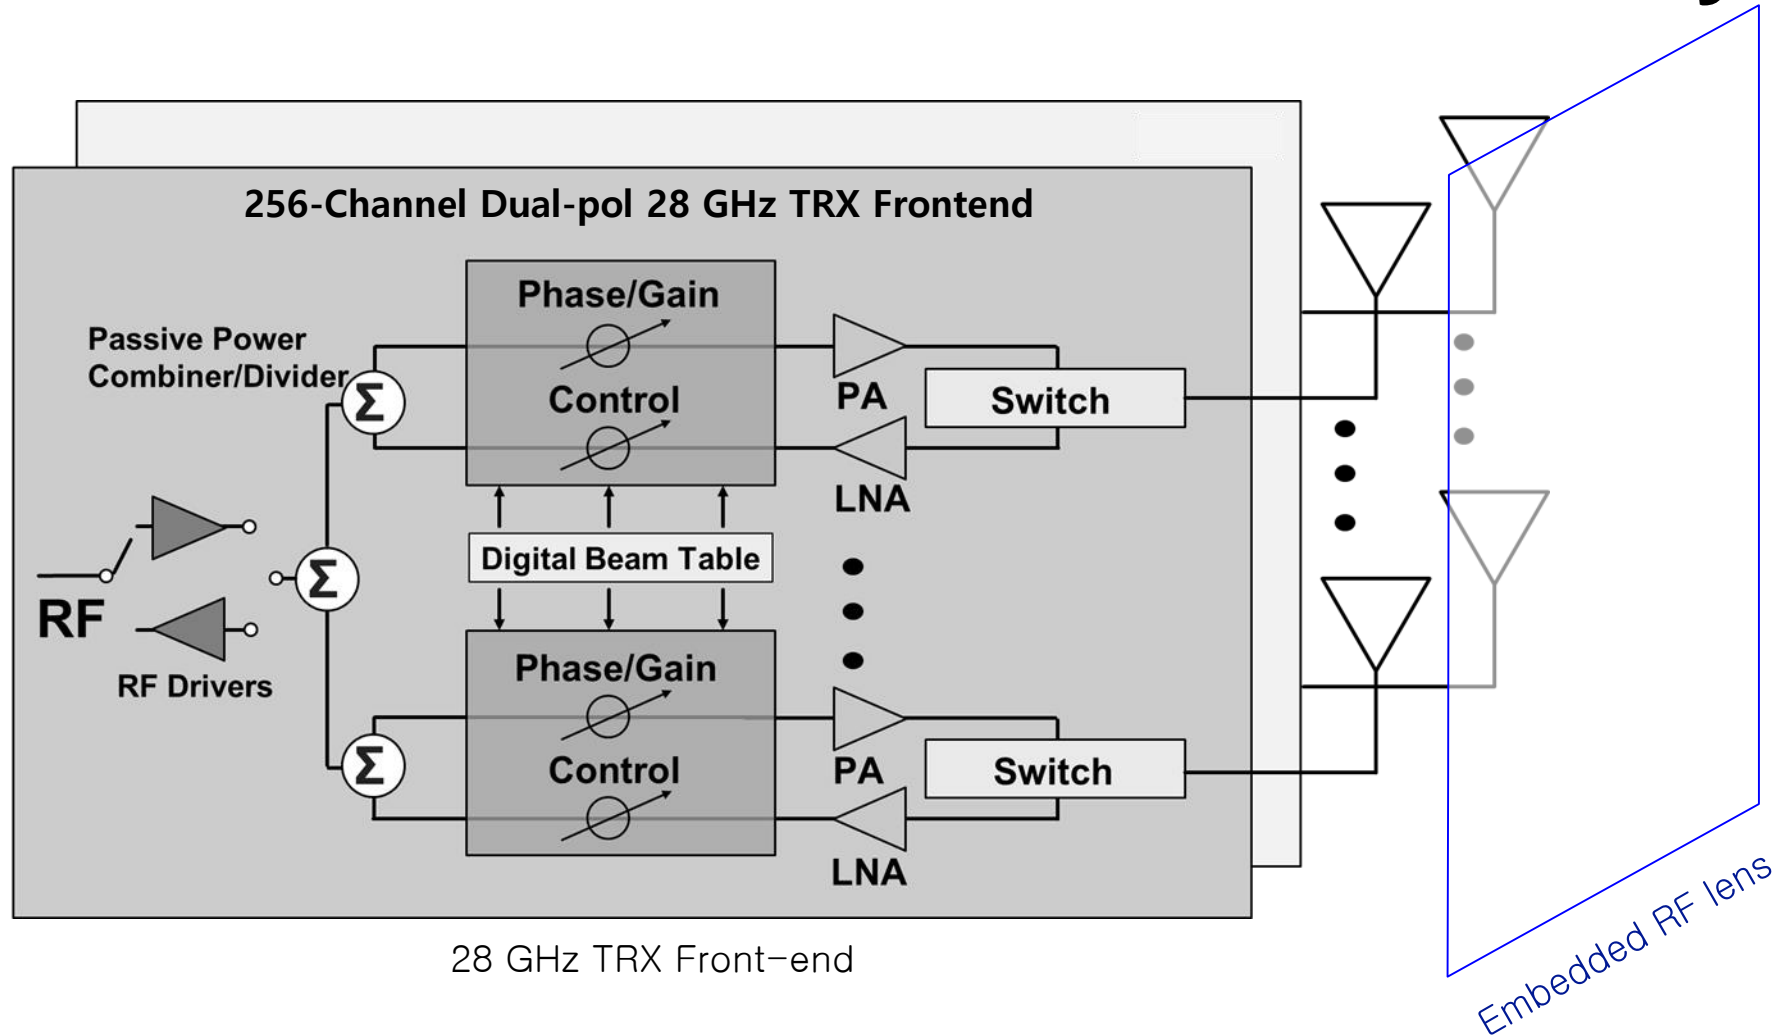 256-Channel Dual-pol 28 GHz TRX Frontend
Phase/Gain
Control
Passive Power
Combiner/Divider
Σ
PA
LNA
Switch
Σ
Digital Beam Table
RF
RF Drivers
Phase/Gain
Control
Σ
PA
LNA
Switch
28 GHz TRX Front-end
Embedded RF lens